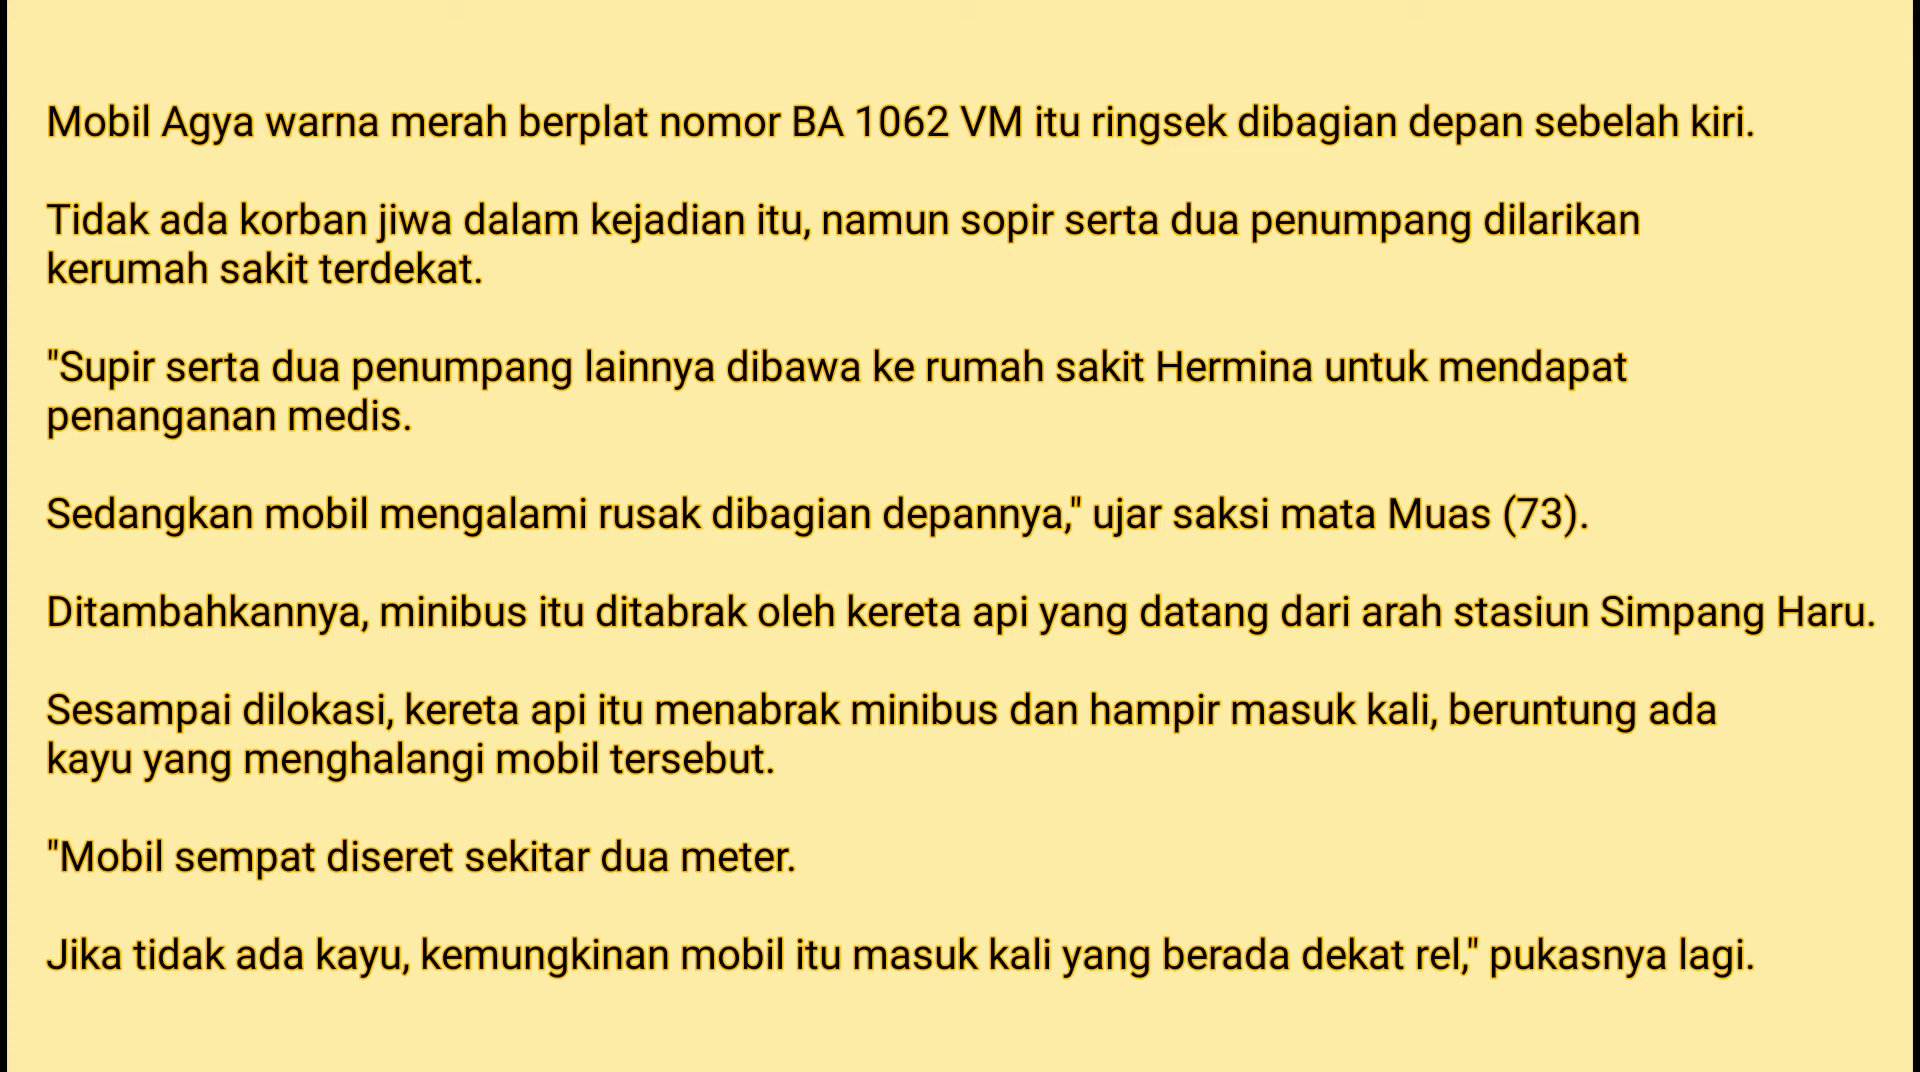 Mobil Agya warna merah berplat nomor BA 1062 VM itu ringsek dibagian depan sebelah kiri.
Tidak ada korban jiwa dalam kejadian itu, namun sopir serta dua penumpang dilarikan
kerumah sakit terdekat.
"Supir serta dua penumpang lainnya dibawa ke rumah sakit Hermina untuk mendapat
penanganan medis.
Sedangkan mobil mengalami rusak dibagian depannya," ujar saksi mata Muas (73).
Ditambahkannya, minibus itu ditabrak oleh kereta api yang datang dari arah stasiun Simpang Haru.
Sesampai dilokasi, kereta api itu menabrak minibus dan hampir masuk kali, beruntung ada
kayu yang menghalangi mobil tersebut.
"Mobil sempat diseret sekitar dua meter.
Jika tidak ada kayu, kemungkinan mobil itu masuk kali yang berada dekat rel," pukasnya lagi.